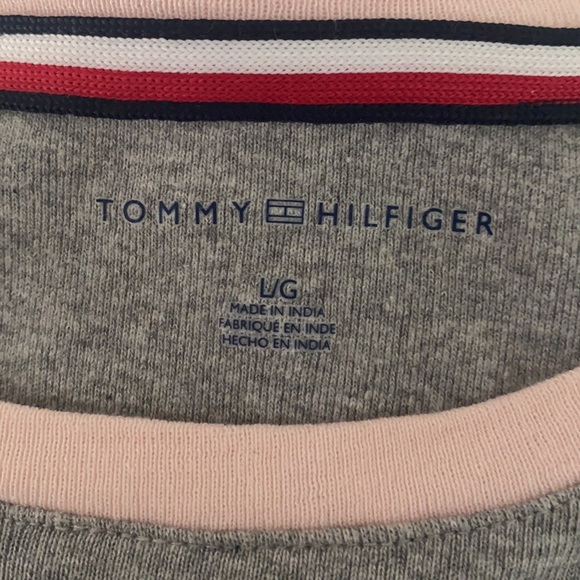 TOMMY HILFIGER
L/G
MADE IN INDIA
FABRIQUÉ EN INDE
HECHO EN INDIA